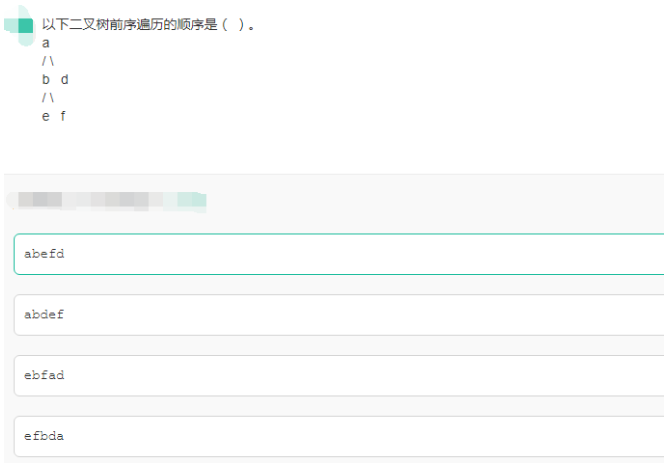 以下二叉树前序遍历的顺序是（ ）。
a
/ \
b d
/ \
e f
abefd
abdef
ebfad
efbda